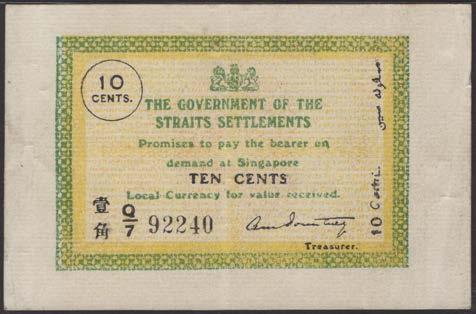 10
CENTS.
THE GOVERNMENT OF THE
STRAITS SETTLEMENTS
Promises to pay the bearer on
demand at Singapore
TEN CENTS
Local Currency for value received.
壹
角
Q/7 92240
Treasurer.
10